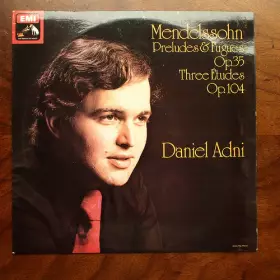 EMI
Mendelssohn
Preludes & Fugues
Op.35
Three Études
Op.104
Daniel Adni